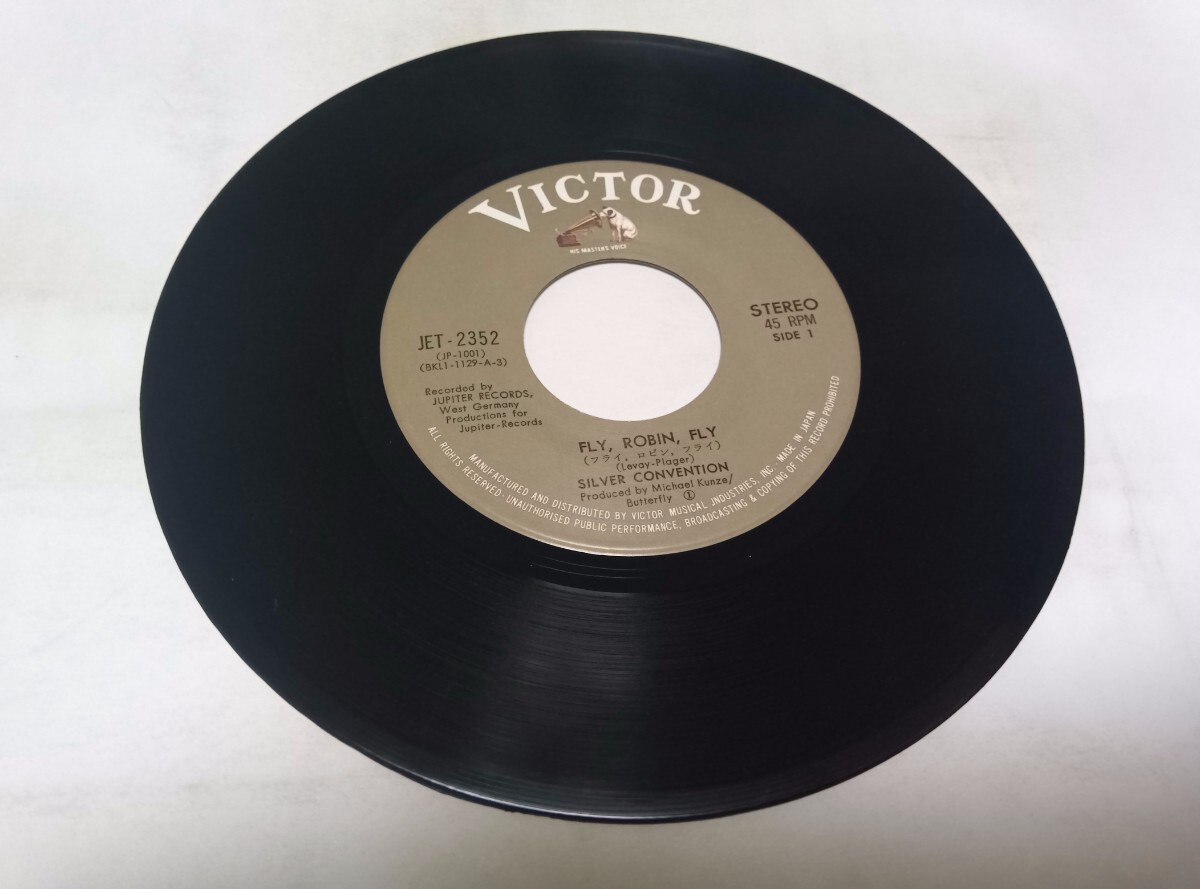 VICTOR
HIS MASTER'S VOICE
JET-2352
(JP-1001)
(BKL1-1129-A-3)
Recorded by
JUPITER RECORDS,
West Germany
Productions for
Jupiter-Records
STEREO
45 RPM
SIDE 1
FLY, ROBIN, FLY
(フライ, ロビン, フライ)
(Levay-Plager)
SILVER CONVENTION
Produced by Michael Kunze/
Butterfly ①
MANUFACTURED AND DISTRIBUTED BY VICTOR MUSICAL INDUSTRIES, INC. MADE IN JAPAN
ALL RIGHTS RESERVED. UNAUTHORISED PUBLIC PERFORMANCE, BROADCASTING & COPYING OF THIS RECORD PROHIBITED